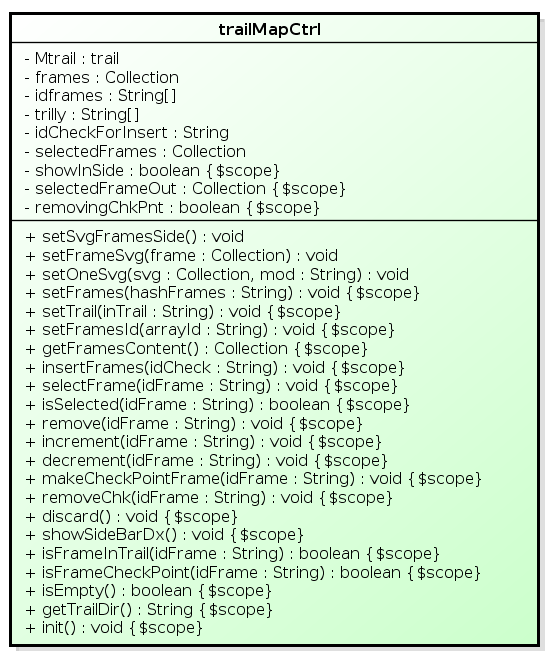 trailMapCtrl
- Mtrail : trail
- frames : Collection
- idframes : String[]
- trilly : String[]
- idCheckForInsert : String
- selectedFrames : Collection
- showInSide : boolean {$scope}
- selectedFrameOut : Collection {$scope}
- removingChkPnt : boolean {$scope}
+ setSvgFramesSide() : void
+ setFrameSvg(frame : Collection) : void
+ setOneSvg(svg : Collection, mod : String) : void
+ setFrames(hashFrames : String) : void {$scope}
+ setTrail(inTrail : String) : void {$scope}
+ setFramesId(arrayId : String) : void {$scope}
+ getFramesContent() : Collection {$scope}
+ insertFrames(idCheck : String) : void {$scope}
+ selectFrame(idFrame : String) : void {$scope}
+ isSelected(idFrame : String) : boolean {$scope}
+ remove(idFrame : String) : void {$scope}
+ increment(idFrame : String) : void {$scope}
+ decrement(idFrame : String) : void {$scope}
+ makeCheckPointFrame(idFrame : String) : void {$scope}
+ removeChk(idFrame : String) : void {$scope}
+ discard() : void {$scope}
+ showSideBarDx() : void {$scope}
+ isFrameInTrail(idFrame : String) : boolean {$scope}
+ isFrameCheckPoint(idFrame : String) : boolean {$scope}
+ isEmpty() : boolean {$scope}
+ getTrailDir() : String {$scope}
+ init() : void {$scope}